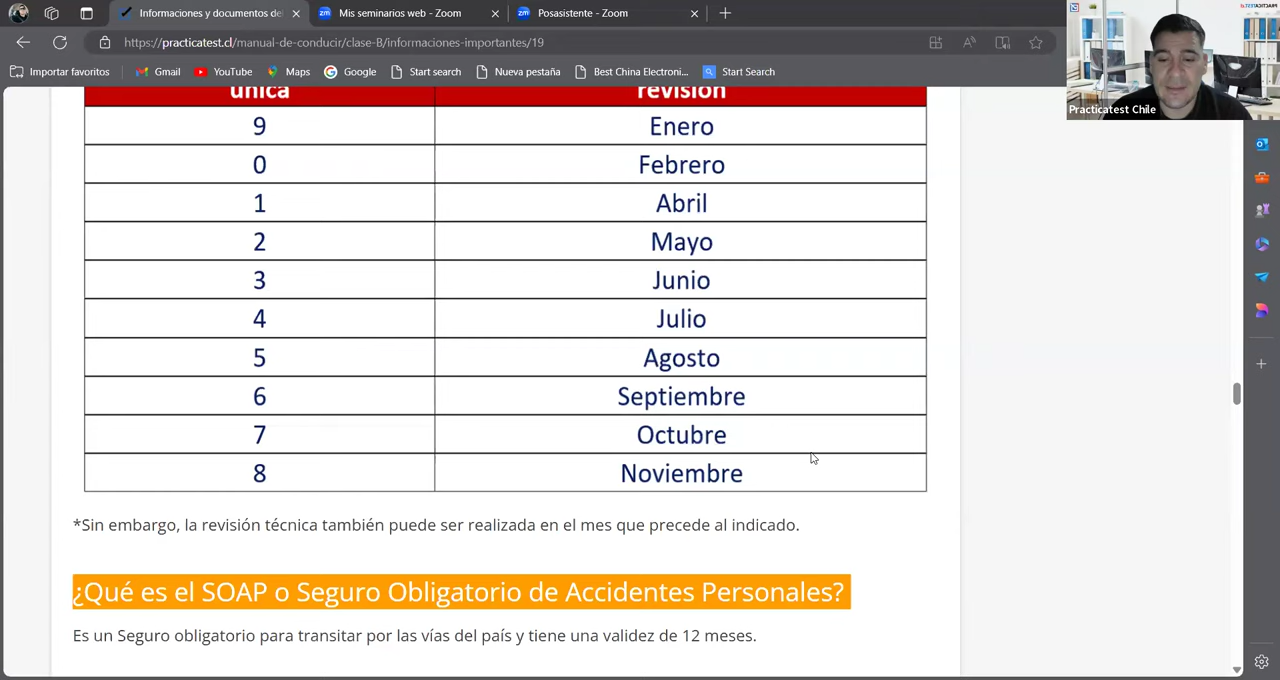 Informaciones y documentos de
Mis seminarios web - Zoom
Posasistente - Zoom
https://practicatest.cl/manual-de-conducir/clase-B/informaciones-importantes/19
Importar favoritos
Gmail
YouTube
Maps
Google
Start search
Nueva pestaña
Best China Electroni...
Start Search
Practicatest Chile
única revisión
9 Enero
0 Febrero
1 Abril
2 Mayo
3 Junio
4 Julio
5 Agosto
6 Septiembre
7 Octubre
8 Noviembre
*Sin embargo, la revisión técnica también puede ser realizada en el mes que precede al indicado.
¿Qué es el SOAP o Seguro Obligatorio de Accidentes Personales?
Es un Seguro obligatorio para transitar por las vías del país y tiene una validez de 12 meses.